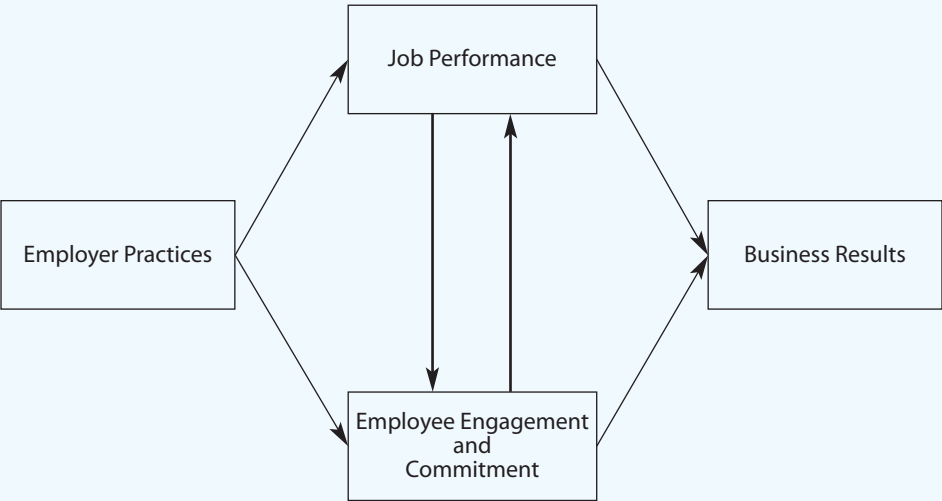 Job Performance
Employer Practices
Business Results
Employee Engagement
and
Commitment